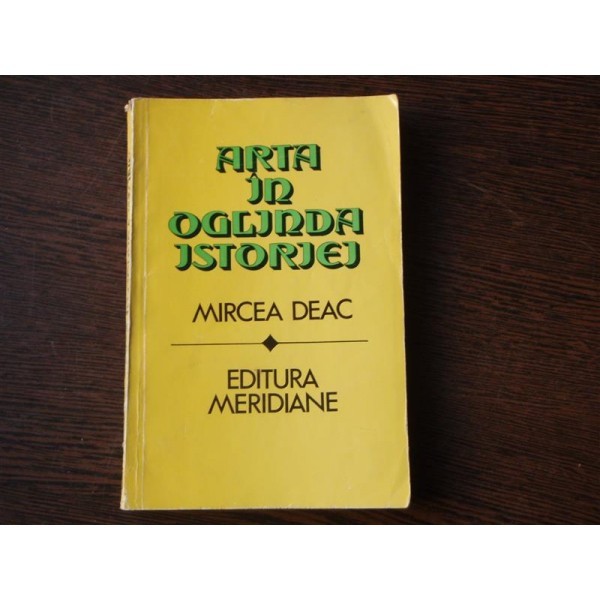 ARTA
ÎN
OGLINDA
ISTORIEI
MIRCEA DEAC
EDITURA
MERIDIANE